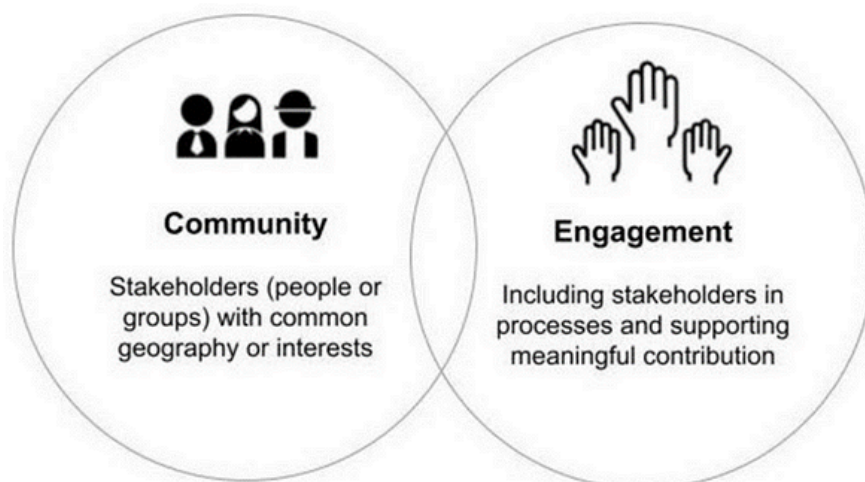 Community
Stakeholders (people or
groups) with common
geography or interests
Engagement
Including stakeholders in
processes and supporting
meaningful contribution